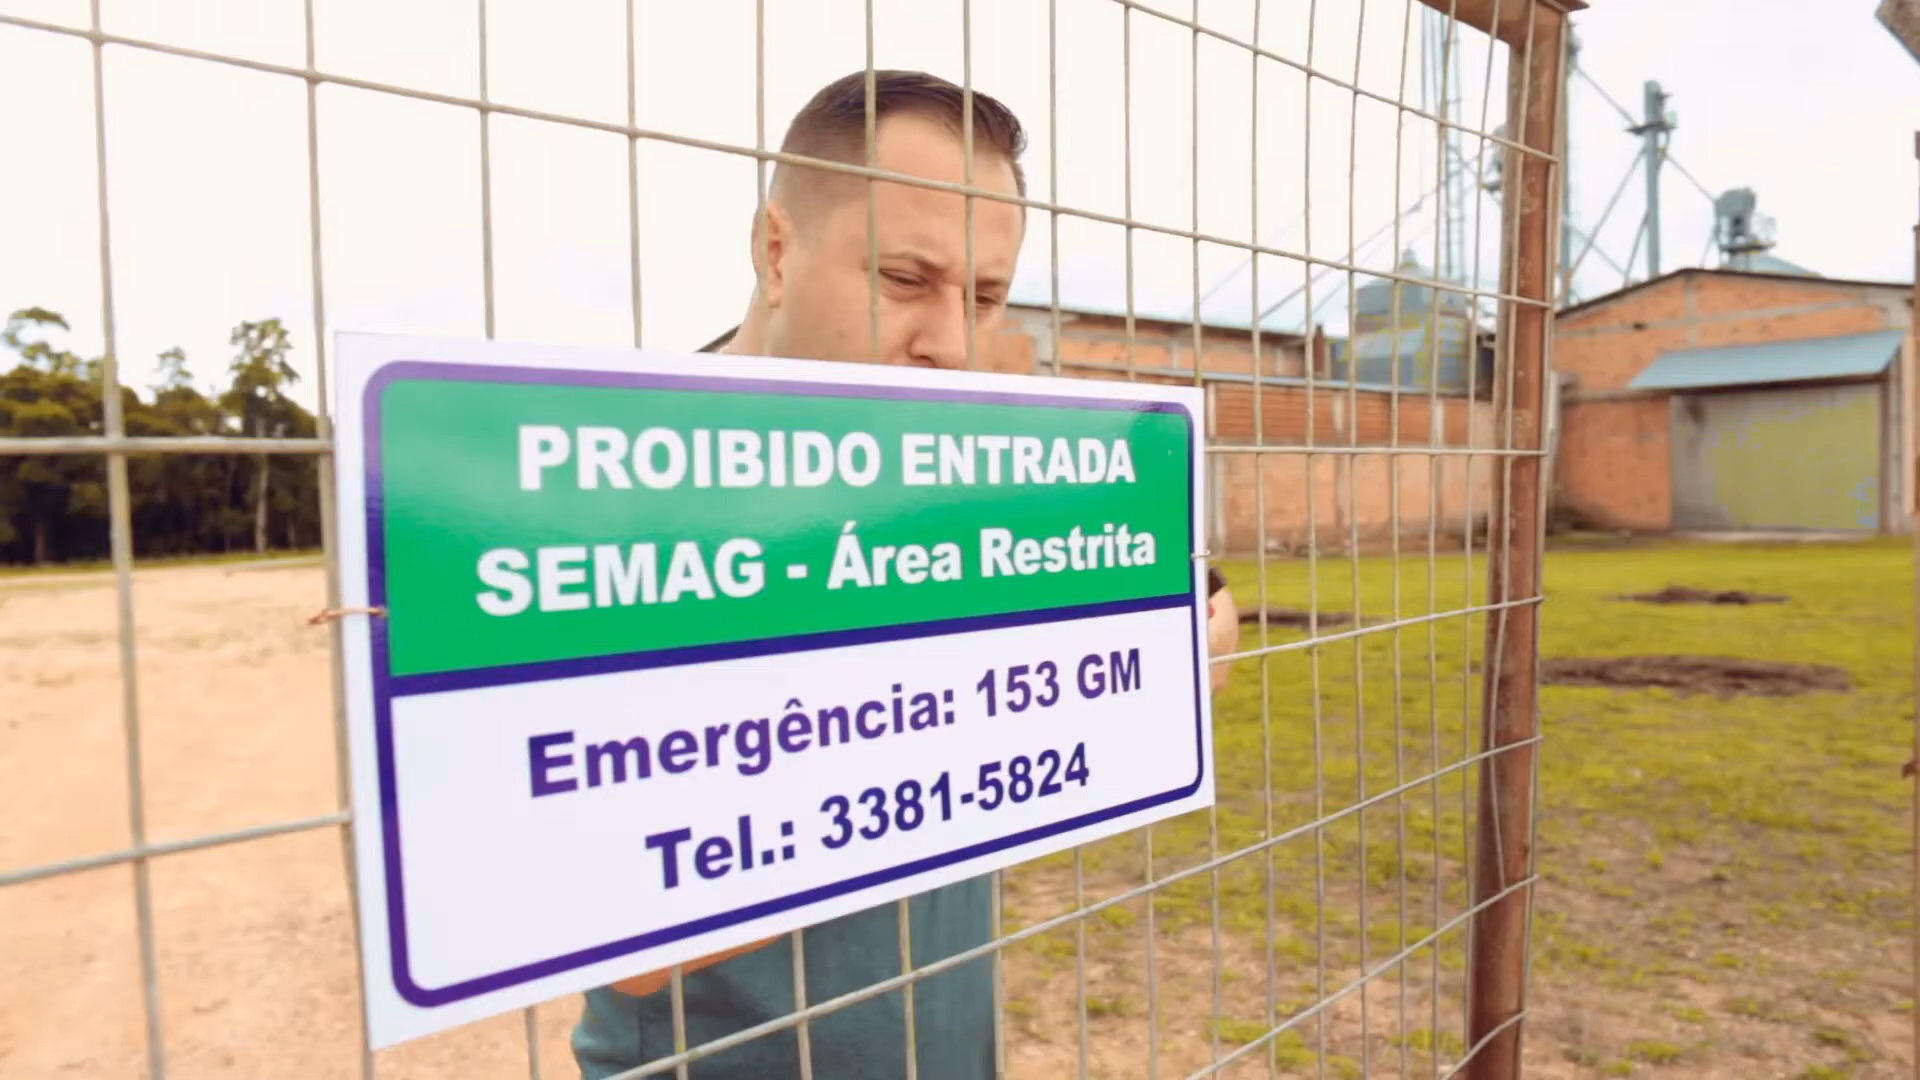 PROIBIDO ENTRADA
SEMAG - Área Restrita
Emergência: 153 GM
Tel.: 3381-5824